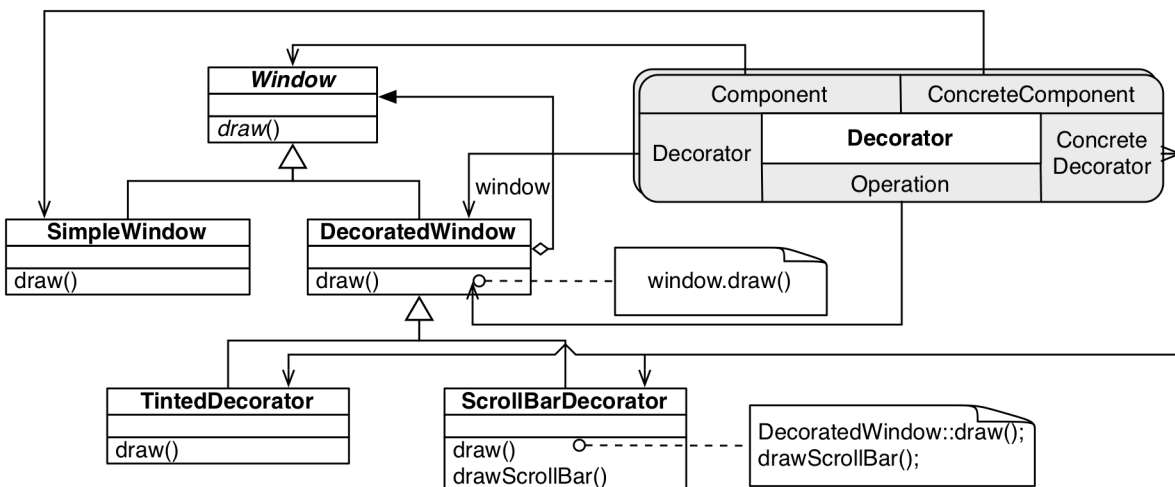 Window
draw()
Component
ConcreteComponent
Decorator
Decorator
Concrete
Decorator
Operation
window
SimpleWindow
draw()
DecoratedWindow
draw()
window.draw()
TintedDecorator
draw()
ScrollBarDecorator
draw()
drawScrollBar()
DecoratedWindow::draw();
drawScrollBar();